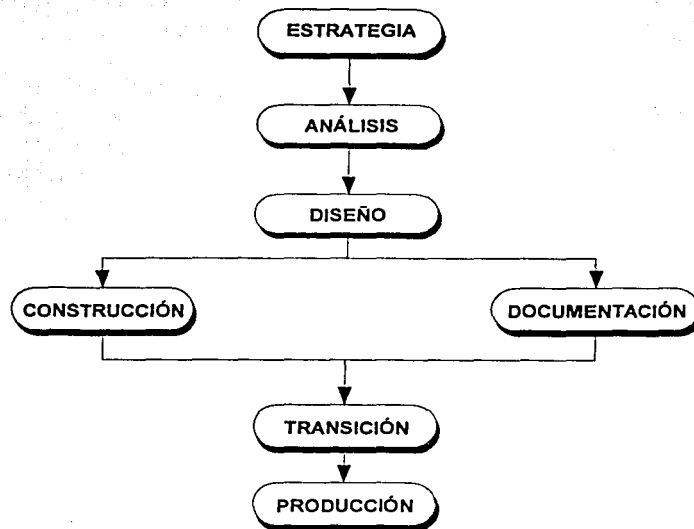 ESTRATEGIA
ANÁLISIS
DISEÑO
CONSTRUCCIÓN
DOCUMENTACIÓN
TRANSICIÓN
PRODUCCIÓN